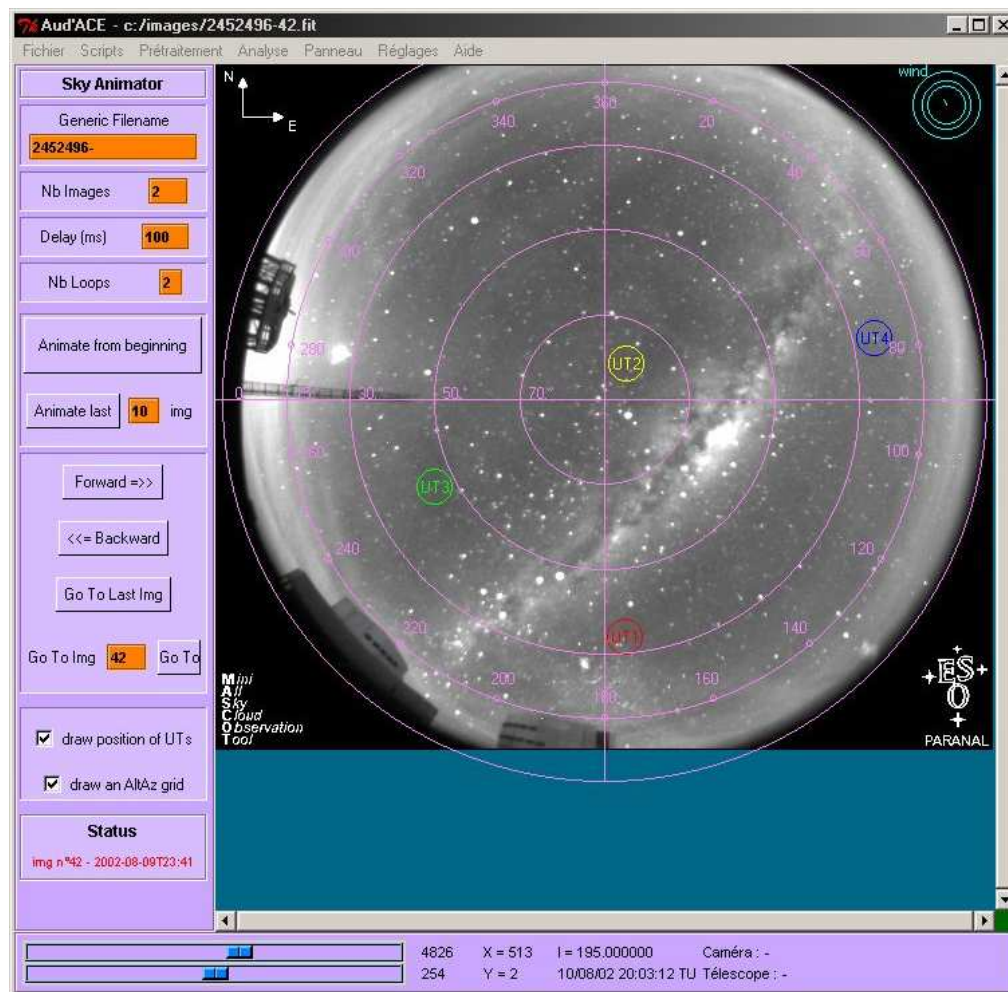 Aud'ACE - c:/images/2452496-42.fit
Fichier Scripts Prétraitement Analyse Panneau Réglages Aide
Sky Animator
Generic Filename
2452496-
Nb Images 2
Delay (ms) 100
Nb Loops 2
Animate from beginning
Animate last 10 img
Forward =>>
<<= Backward
Go To Last Img
Go To Img 42 Go To
draw position of UTs
draw an AltAz grid
Status
img n°42 - 2002-08-09T23:41
N
E
wind
360
340 20
320 40
300 60
280 80
UT4
UT2
0 15 30 50 70
260 100
UT3
240 120
220 140
UT1
200 180 160
Mini
All
Sky
Cloud
Observation
Tool
ESO
PARANAL
4826 X = 513 I = 195.000000 Caméra : -
254 Y = 2 10/08/02 20:03:12 TU Télescope : -